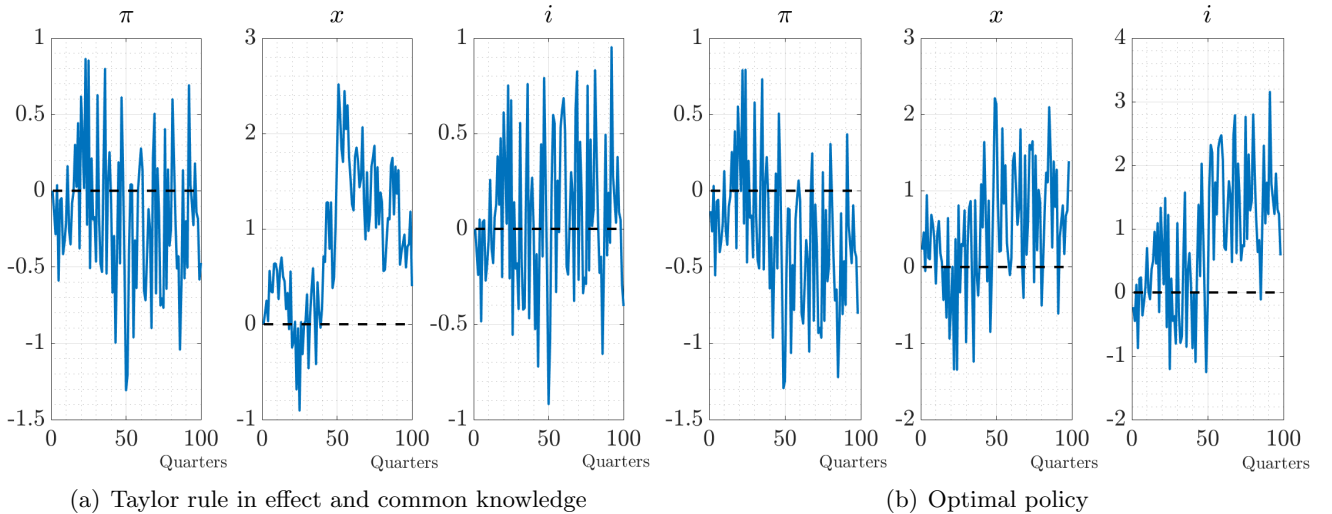 π x i π x i
1 3 1 1 3 4
0.5 2 0.5 0.5 2 3
0 1 0 0 1 2
-0.5 0 -0.5 -0.5 0 1
-1 -1 -1 -1 -1 0
-1.5 -1.5 -2 -1
-2
0 50 100 0 50 100 0 50 100 0 50 100 0 50 100 0 50 100
Quarters Quarters Quarters Quarters Quarters Quarters
(a) Taylor rule in effect and common knowledge (b) Optimal policy